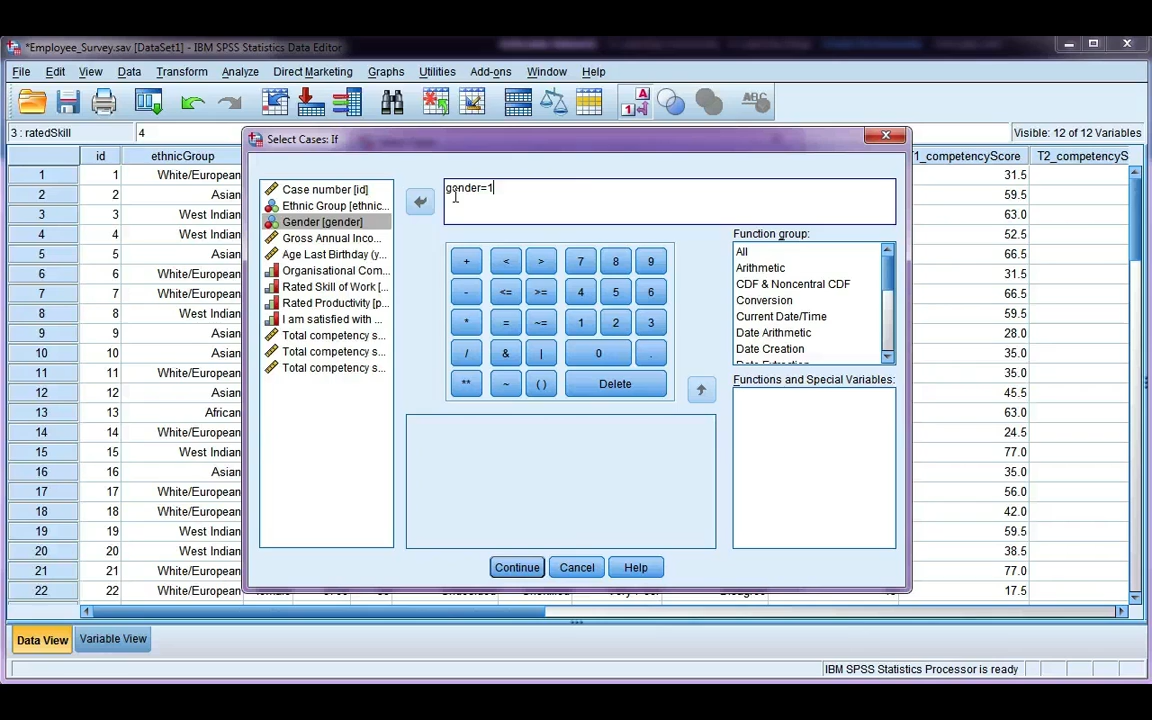 *Employee_Survey.sav [DataSet1] - IBM SPSS Statistics Data Editor
File Edit View Data Transform Analyze Direct Marketing Graphs Utilities Add-ons Window Help
3 : ratedSkill 4 Visible: 12 of 12 Variables
Select Cases: If
id ethnicGroup T1_competencyScore T2_competencyS
1 1 White/European 31.5
2 2 Asian 59.5
3 3 West Indian 63.0
4 4 White/European 52.5
5 5 Asian 66.5
6 6 White/European 31.5
7 7 White/European 66.5
8 8 White/European 59.5
9 9 Asian 28.0
10 10 Asian 35.0
11 11 White/European 35.0
12 12 Asian 45.5
13 13 African 63.0
14 14 White/European 24.5
15 15 West Indian 77.0
16 16 Asian 35.0
17 17 White/European 56.0
18 18 White/European 42.0
19 19 West Indian 59.5
20 20 West Indian 38.5
21 21 White/European 77.0
22 22 White/European 17.5
Case number [id]
Ethnic Group [ethnic...
Gender [gender]
Gross Annual Inco...
Age Last Birthday (y...
Organisational Com...
Rated Skill of Work [...
Rated Productivity [p...
I am satisfied with ...
Total competency s...
Total competency s...
Total competency s...
gender=1
+ < > 7 8 9
- <= >= 4 5 6
* = ~= 1 2 3
/ & | 0 .
** ~ ( ) Delete
Function group:
All
Arithmetic
CDF & Noncentral CDF
Conversion
Current Date/Time
Date Arithmetic
Date Creation
Date Extraction
Functions and Special Variables:
Continue Cancel Help
Data View Variable View
IBM SPSS Statistics Processor is ready